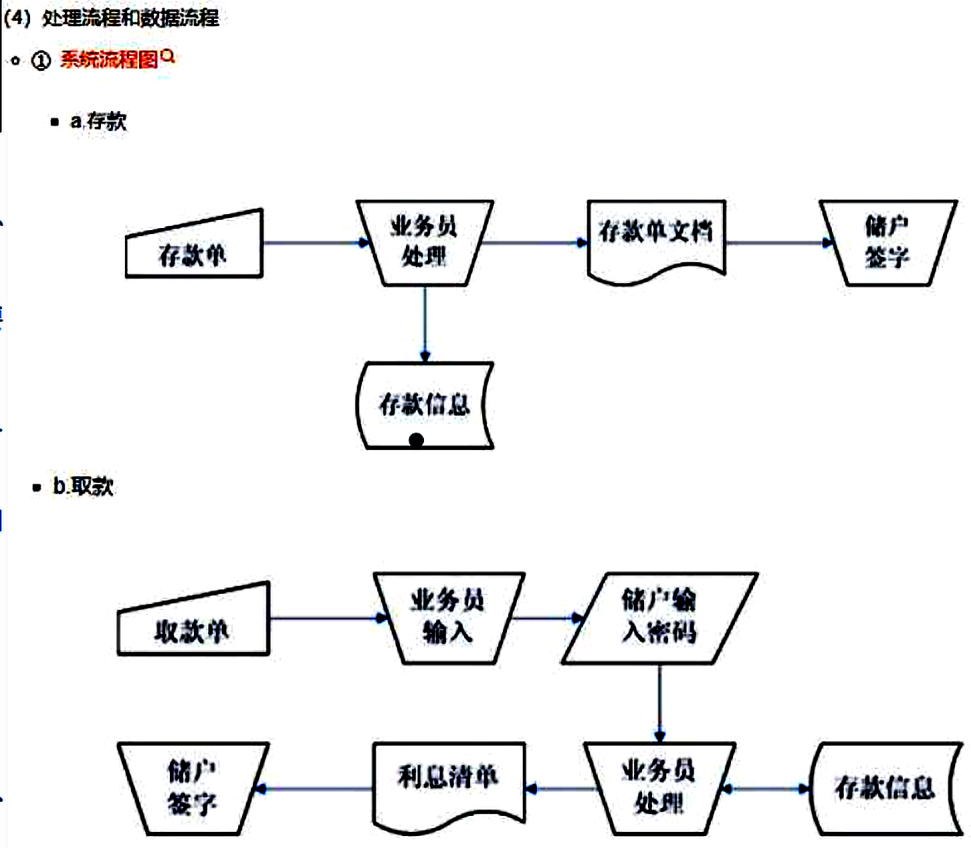 (4) 处理流程和数据流程
① 系统流程图
a.存款
存款单
业务员
处理
存款单文档
储户
签字
存款信息
b.取款
取款单
业务员
输入
储户输
入密码
储户
签字
利息清单
业务员
处理
存款信息